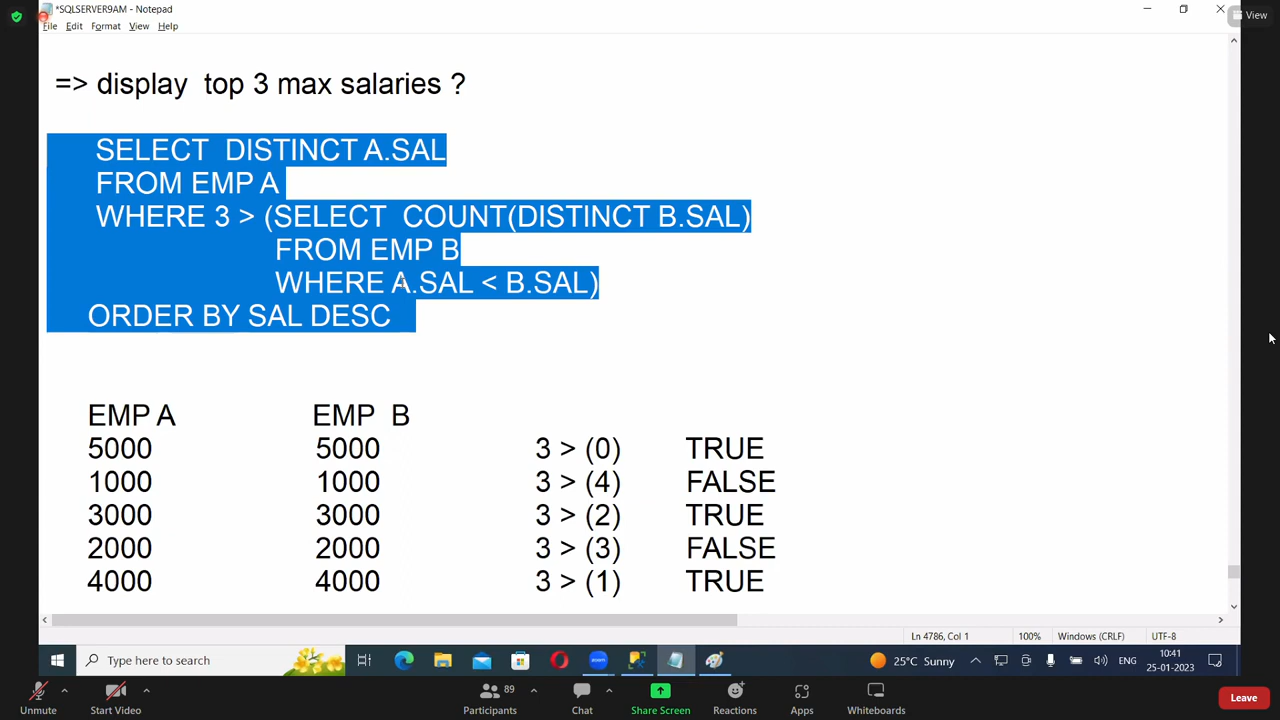 *SQLSERVER9AM - Notepad
View
File Edit Format View Help
=> display top 3 max salaries ?
SELECT DISTINCT A.SAL
FROM EMP A
WHERE 3 > (SELECT COUNT(DISTINCT B.SAL)
FROM EMP B
WHERE A.SAL < B.SAL)
ORDER BY SAL DESC
EMP A EMP B
5000 5000 3 > (0) TRUE
1000 1000 3 > (4) FALSE
3000 3000 3 > (2) TRUE
2000 2000 3 > (3) FALSE
4000 4000 3 > (1) TRUE
Ln 4786, Col 1 100% Windows (CRLF) UTF-8
Type here to search 25°C Sunny ENG 10:41
25-01-2023
Unmute Start Video Participants 89 Chat Share Screen Reactions Apps Whiteboards Leave